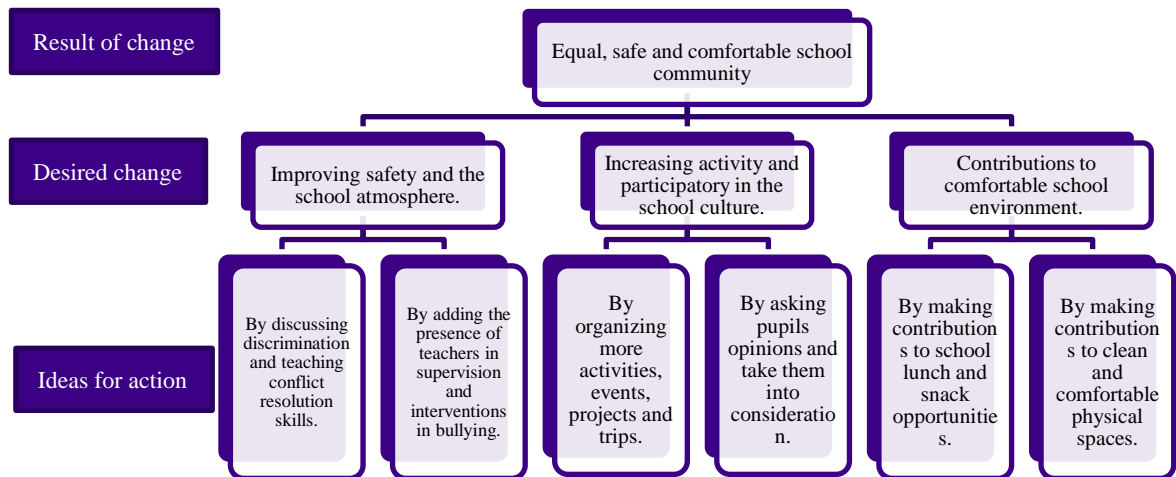 Result of change
Equal, safe and comfortable school
community
Desired change
Improving safety and the
school atmosphere.
Increasing activity and
participatory in the
school culture.
Contributions to
comfortable school
environment.
Ideas for action
By discussing
discrimination
and teaching
conflict
resolution
skills.
By adding the
presence of
teachers in
supervision
and
interventions
in bullying.
By
organizing
more
activities,
events,
projects and
trips.
By asking
pupils
opinions and
take them
into
consideratio
n.
By making
contribution
s to school
lunch and
snack
opportunitie
s.
By making
contribution
s to clean
and
comfortable
physical
spaces.